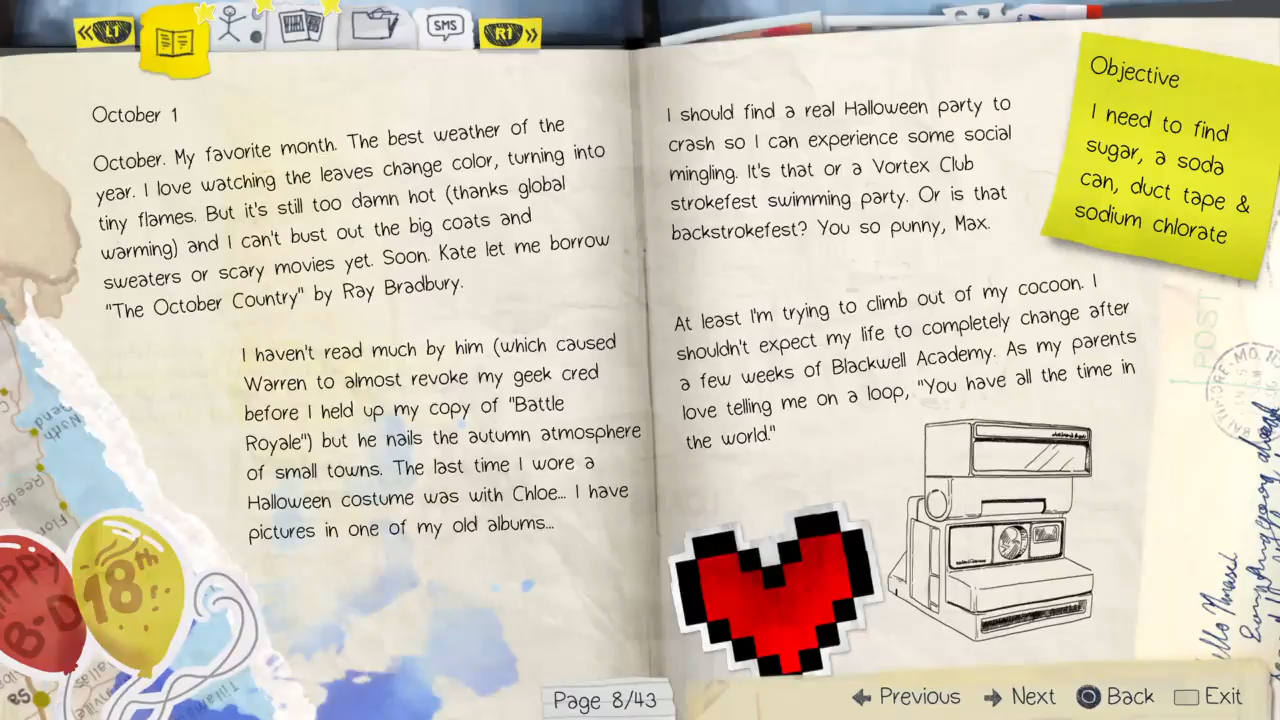 L1
SMS
R1
October 1
October. My favorite month. The best weather of the
year. I love watching the leaves change color, turning into
tiny flames. But it's still too damn hot (thanks global
warming) and I can't bust out the big coats and
sweaters or scary movies yet. Soon. Kate let me borrow
"The October Country" by Ray Bradbury.
I haven't read much by him (which caused
Warren to almost revoke my geek cred
before I held up my copy of "Battle
Royale") but he nails the autumn atmosphere
of small towns. The last time I wore a
Halloween costume was with Chloe... I have
pictures in one of my old albums...
I should find a real Halloween party to
crash so I can experience some social
mingling. It's that or a Vortex Club
strokefest swimming party. Or is that
backstrokefest? You so punny, Max.
At least I'm trying to climb out of my cocoon. I
shouldn't expect my life to completely change after
a few weeks of Blackwell Academy. As my parents
love telling me on a loop, "You have all the time in
the world."
Objective
I need to find
sugar, a soda
can, duct tape &
sodium chlorate
POST
North
Bend
18th
B-D
Page 8/43
Previous
Next
Back
Exit